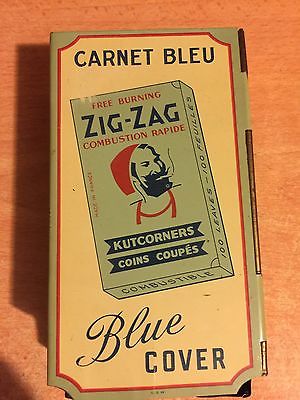 CARNET BLEU
FREE BURNING
ZIG-ZAG
COMBUSTION RAPIDE
MADE IN FRANCE
KUTCORNERS
COINS COUPÉS
COMBUSTIBLE
100 LEAVES - 100 FEUILLES
Blue
COVER